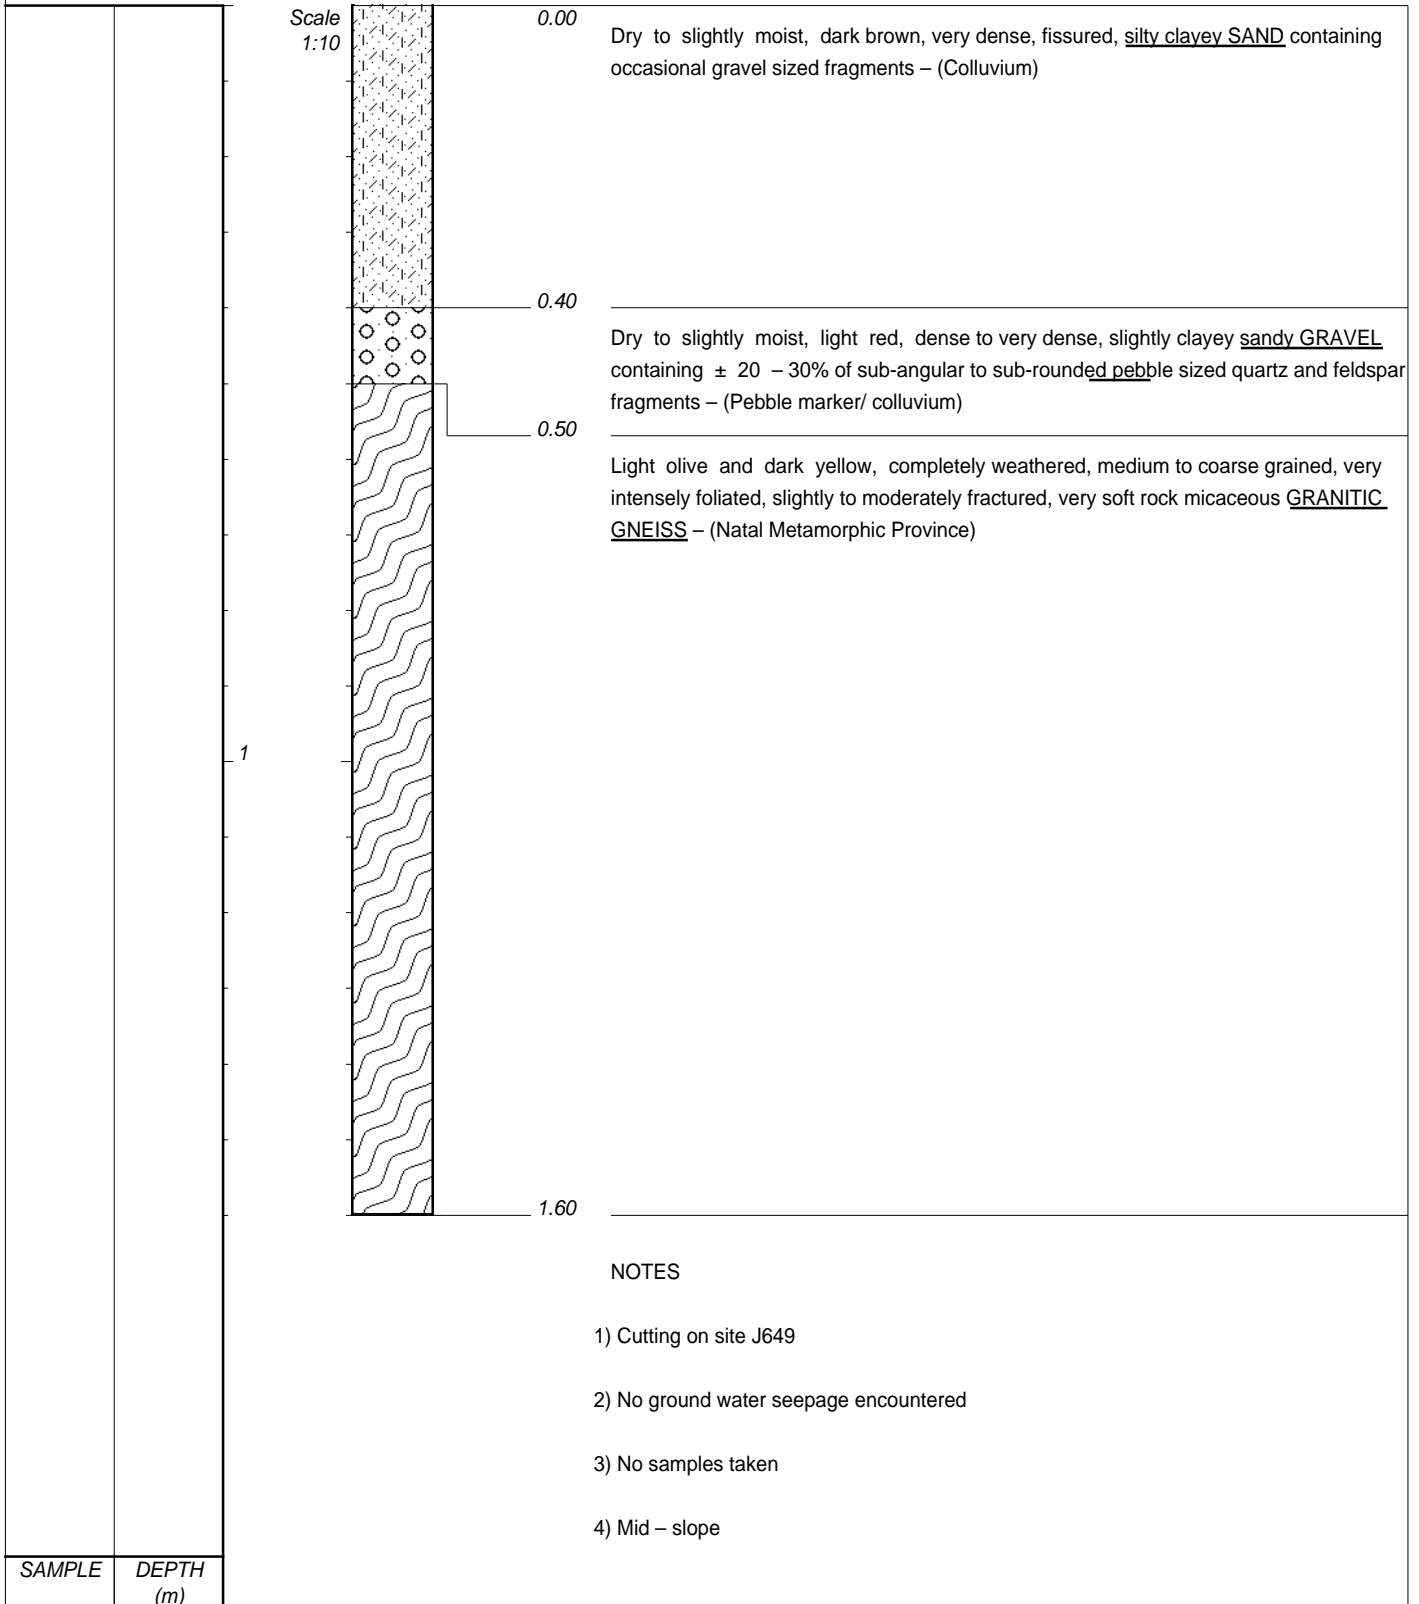 Scale
1:10
0.00
Dry to slightly moist, dark brown, very dense, fissured, silty clayey SAND containing
occasional gravel sized fragments – (Colluvium)
0.40
Dry to slightly moist, light red, dense to very dense, slightly clayey sandy GRAVEL
containing ± 20 – 30% of sub-angular to sub-rounded pebble sized quartz and feldspar
fragments – (Pebble marker/ colluvium)
0.50
Light olive and dark yellow, completely weathered, medium to coarse grained, very
intensely foliated, slightly to moderately fractured, very soft rock micaceous GRANITIC
GNEISS – (Natal Metamorphic Province)
1
1.60
NOTES
1) Cutting on site J649
2) No ground water seepage encountered
3) No samples taken
4) Mid – slope
SAMPLE DEPTH
(m)